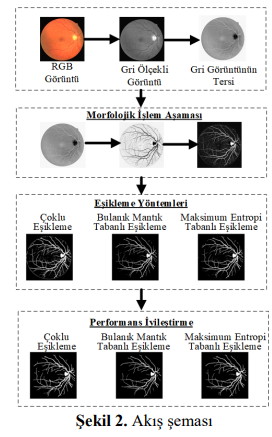 RGB Görüntü
Gri Ölçekli Görüntü
Gri Görüntünün Tersi
Morfolojik İşlem Aşaması
Eşikleme Yöntemleri
Çoklu Eşikleme
Bulanık Mantık Tabanlı Eşikleme
Maksimum Entropi Tabanlı Eşikleme
Performans İyileştirme
Çoklu Eşikleme
Bulanık Mantık Tabanlı Eşikleme
Maksimum Entropi Tabanlı Eşikleme
Şekil 2. Akış şeması